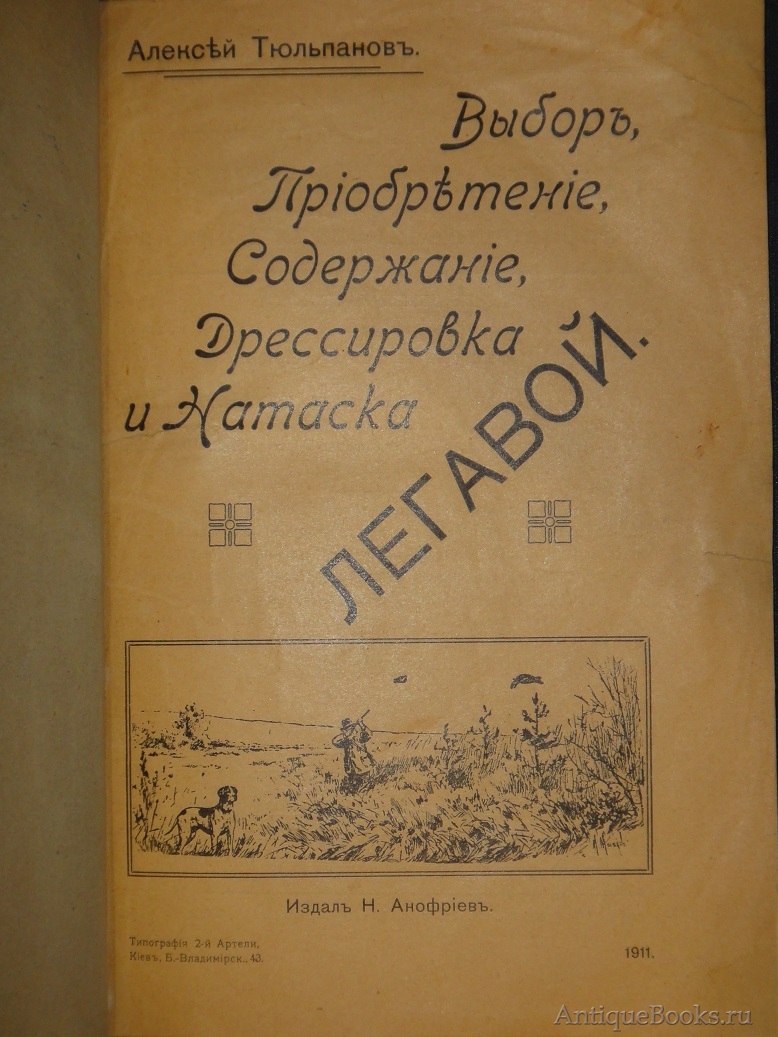 Алексѣй Тюльпановъ.
Выборъ,
Пріобрѣтеніе,
Содержаніе,
Дрессировка
и Натаска
ЛЕГАВОЙ.
Издалъ Н. Анофріевъ.
Типографія 2-й Артели,
Кіевъ, Б.-Владимірск., 43.
1911.
AntiqueBooks.ru